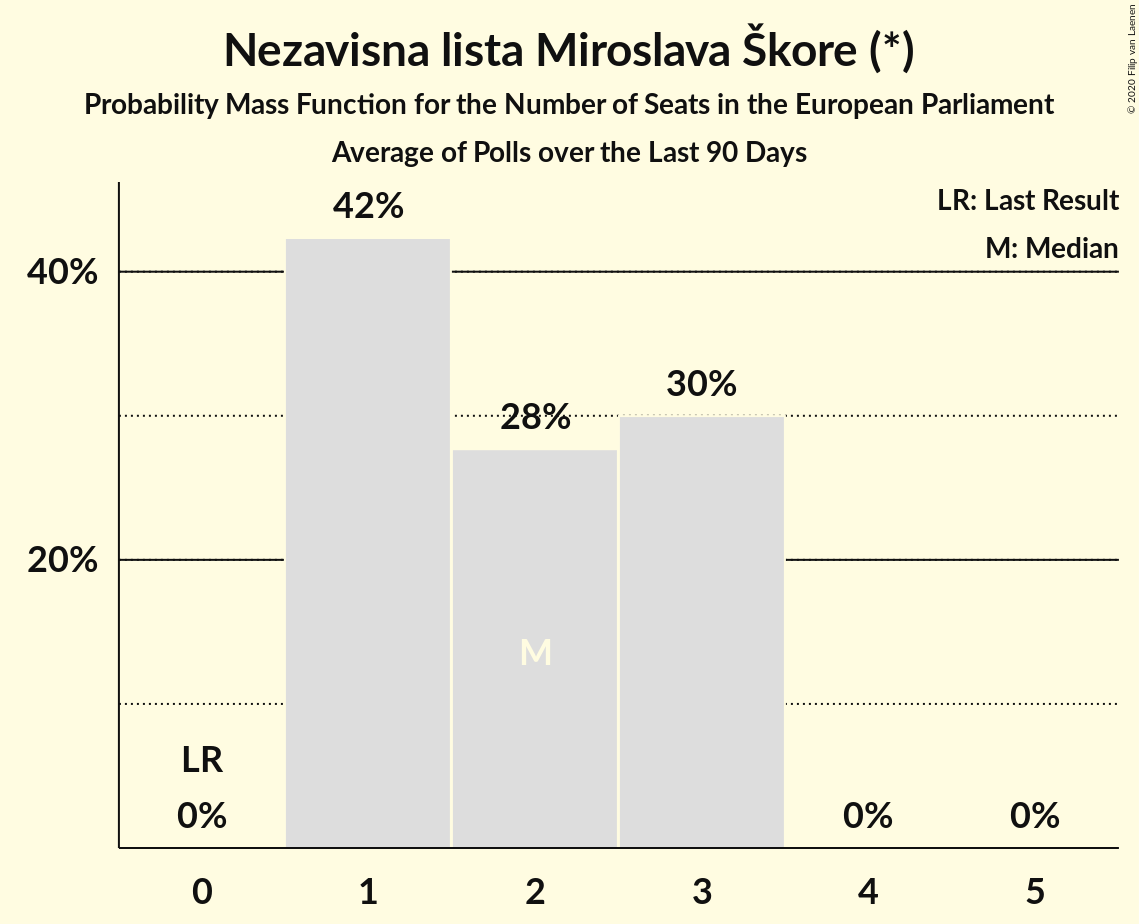 Nezavisna lista Miroslava Škore (*)
Probability Mass Function for the Number of Seats in the European Parliament
Average of Polls over the Last 90 Days
© 2020 Filip van Laenen
LR: Last Result
M: Median
42%
40%
30%
28%
20%
M
LR
0%
0%
0%
0
1
2
3
4
5